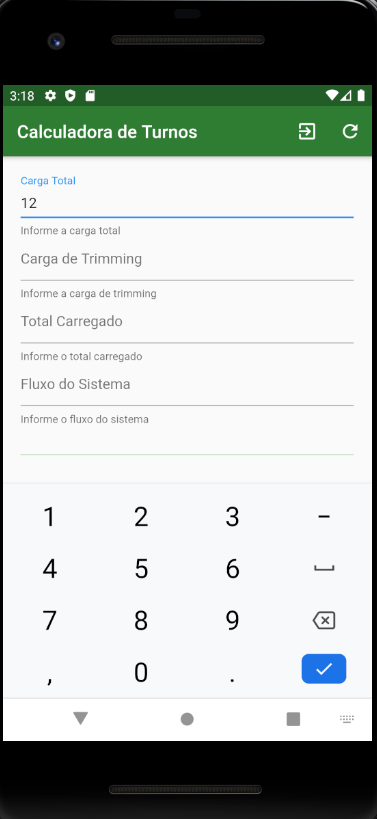 3:18
Calculadora de Turnos
Carga Total
12
Informe a carga total
Carga de Trimming
Informe a carga de trimming
Total Carregado
Informe o total carregado
Fluxo do Sistema
Informe o fluxo do sistema
1 2 3 -
4 5 6
7 8 9
, 0 .